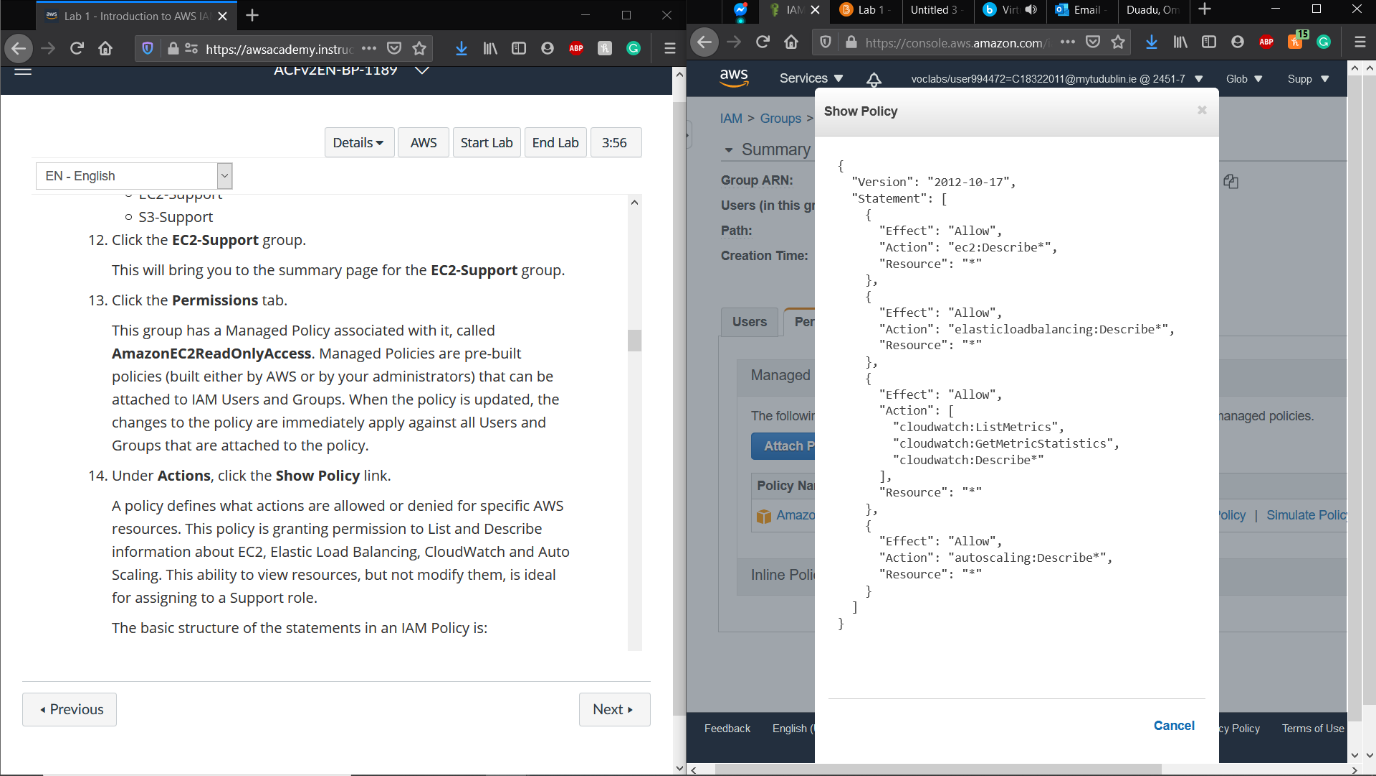 Lab 1 - Introduction to AWS IA
https://awsacademy.instruc
ABP
ACFv2EN-BP-1189
Details
AWS
Start Lab
End Lab
3:56
EN - English
EC2-Support
S3-Support
12. Click the EC2-Support group.
This will bring you to the summary page for the EC2-Support group.
13. Click the Permissions tab.
This group has a Managed Policy associated with it, called
AmazonEC2ReadOnlyAccess. Managed Policies are pre-built
policies (built either by AWS or by your administrators) that can be
attached to IAM Users and Groups. When the policy is updated, the
changes to the policy are immediately apply against all Users and
Groups that are attached to the policy.
14. Under Actions, click the Show Policy link.
A policy defines what actions are allowed or denied for specific AWS
resources. This policy is granting permission to List and Describe
information about EC2, Elastic Load Balancing, CloudWatch and Auto
Scaling. This ability to view resources, but not modify them, is ideal
for assigning to a Support role.
The basic structure of the statements in an IAM Policy is:
Previous
Next
IAM
Lab 1 -
Untitled 3
Virt
Email
Duadu, Om
https://console.aws.amazon.com/
ABP
15
aws
Services
voclabs/user994472=C18322011@mytudublin.ie @ 2451-7
Glob
Supp
IAM > Groups >
Summary
Group ARN:
Users (in this gr
Path:
Creation Time:
Users
Per
Managed
The followin
managed policies.
Attach P
Policy Na
Amazo
Policy | Simulate Polic
Inline Poli
Show Policy
{
"Version": "2012-10-17",
"Statement": [
{
"Effect": "Allow",
"Action": "ec2:Describe*",
"Resource": "*"
},
{
"Effect": "Allow",
"Action": "elasticloadbalancing:Describe*",
"Resource": "*"
},
{
"Effect": "Allow",
"Action": [
"cloudwatch:ListMetrics",
"cloudwatch:GetMetricStatistics",
"cloudwatch:Describe*"
],
"Resource": "*"
},
{
"Effect": "Allow",
"Action": "autoscaling:Describe*",
"Resource": "*"
}
]
}
Cancel
Feedback
English (
cy Policy
Terms of Use